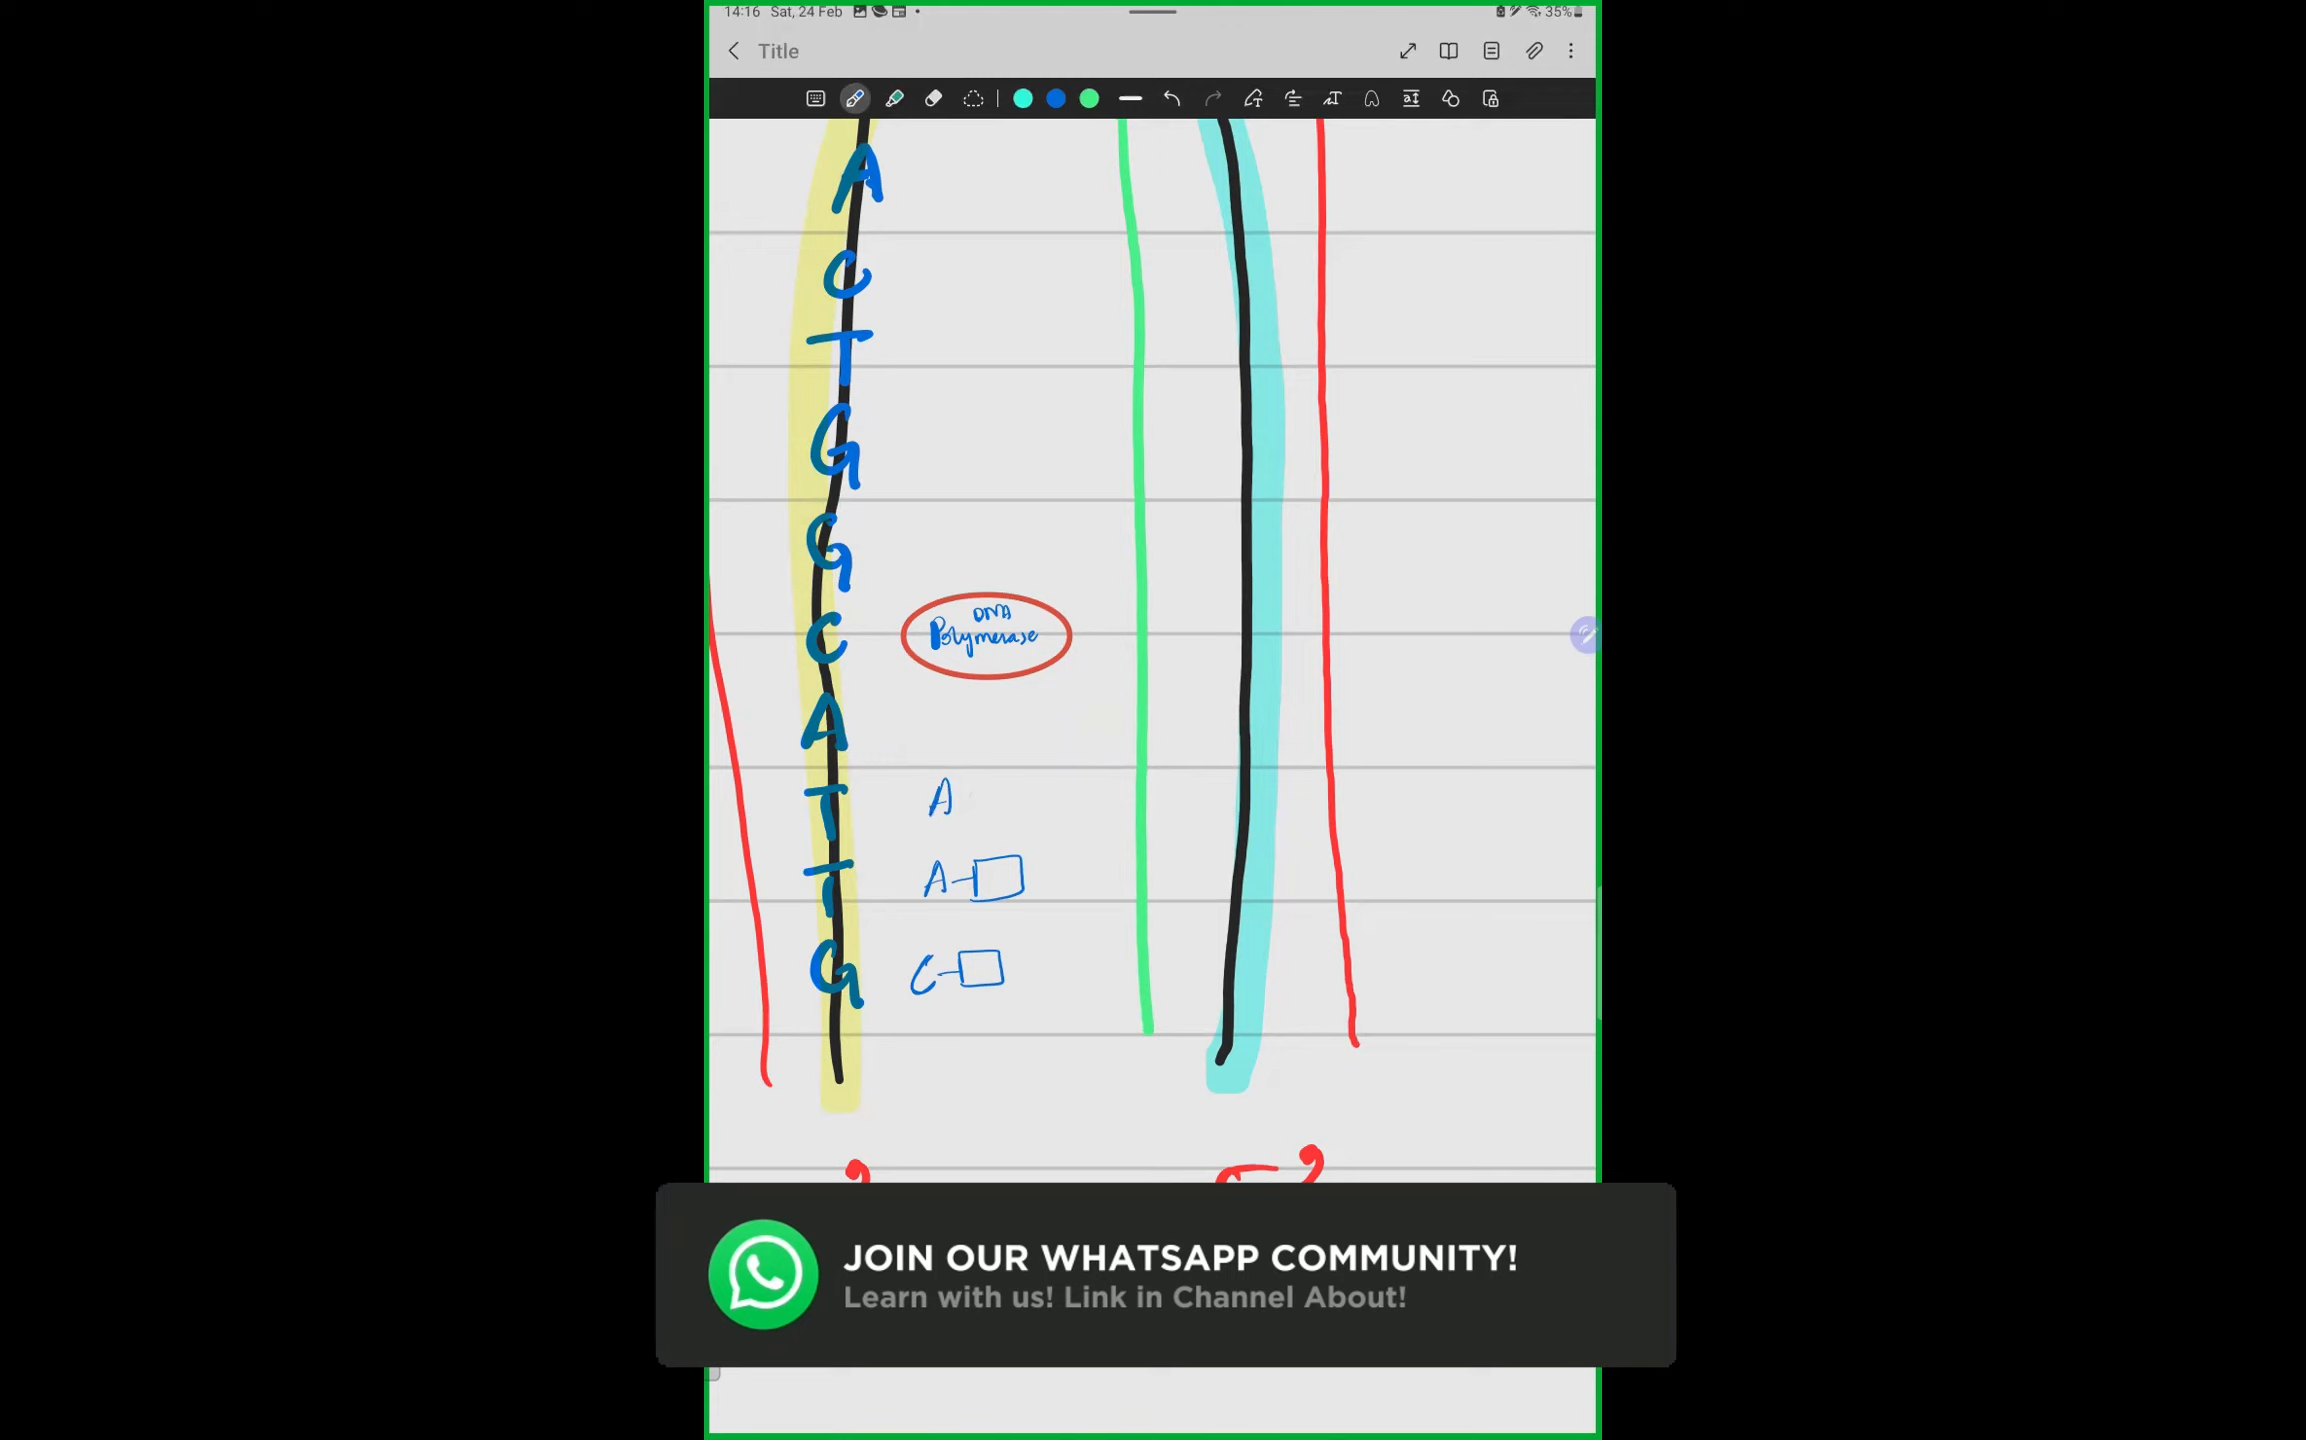 14:16 Sat, 24 Feb
35%
Title
A
C
T
G
G
C
DNA
Polymerase
A
T
A
T
A
G
C
JOIN OUR WHATSAPP COMMUNITY!
Learn with us! Link in Channel About!